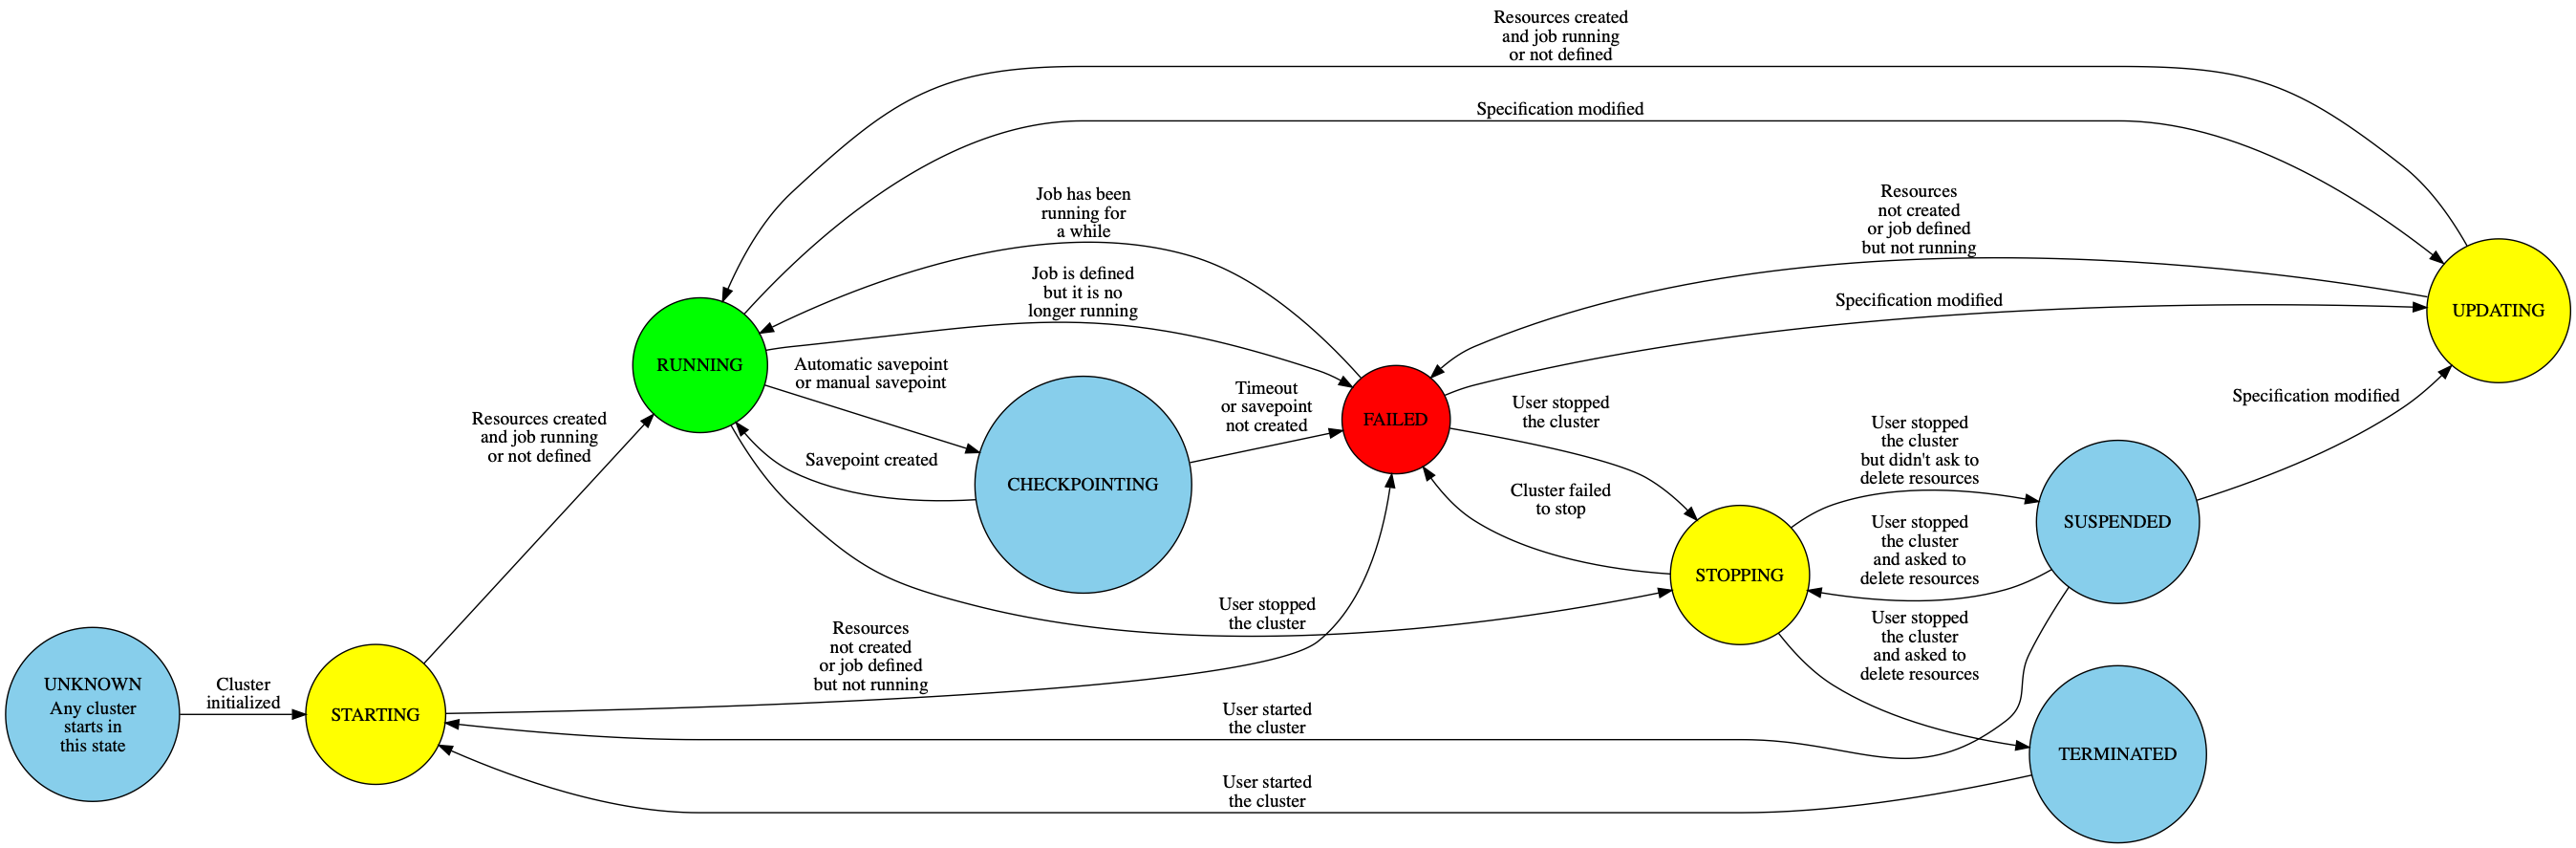 Resources created
and job running
or not defined
Specification modified
Job has been
running for
a while
Resources
not created
or job defined
but not running
Job is defined
but it is no
longer running
Specification modified
UPDATING
RUNNING
Automatic savepoint
or manual savepoint
Timeout
or savepoint
not created
FAILED
User stopped
the cluster
Specification modified
Resources created
and job running
or not defined
Savepoint created
CHECKPOINTING
User stopped
the cluster
but didn't ask to
delete resources
Cluster failed
to stop
SUSPENDED
User stopped
the cluster
and asked to
delete resources
STOPPING
User stopped
the cluster
User stopped
the cluster
and asked to
delete resources
Resources
not created
or job defined
but not running
UNKNOWN
Any cluster
starts in
this state
Cluster
initialized
STARTING
User started
the cluster
TERMINATED
User started
the cluster